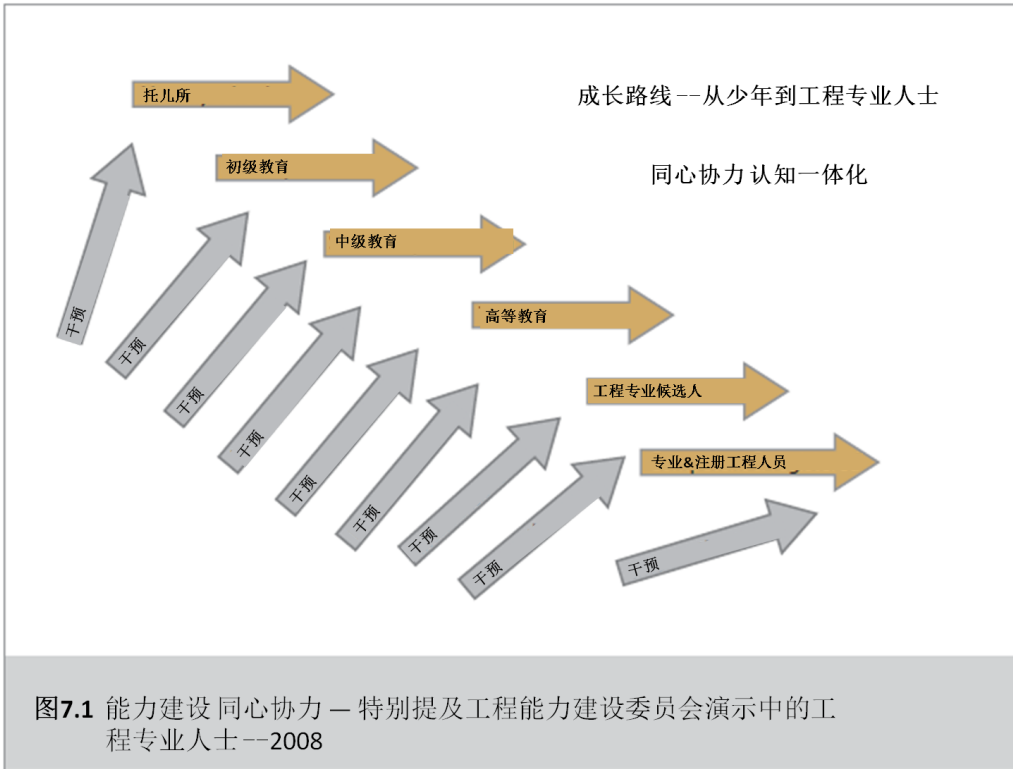 托儿所
成长路线--从少年到工程专业人士
初级教育
同心协力 认知一体化
中级教育
高等教育
工程专业候选人
专业&注册工程人员
干预
干预
干预
干预
干预
干预
干预
干预
干预
图7.1 能力建设 同心协力 — 特别提及工程能力建设委员会演示中的工
程专业人士--2008